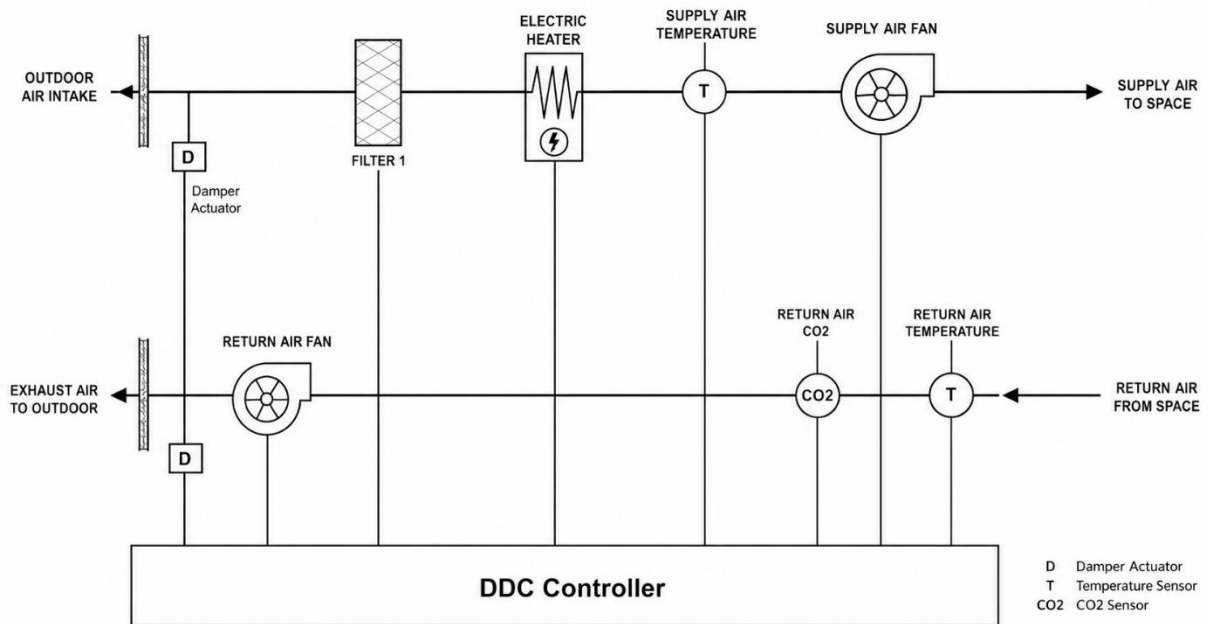 SUPPLY AIR
TEMPERATURE
ELECTRIC
HEATER
SUPPLY AIR FAN
OUTDOOR
AIR INTAKE
T
SUPPLY AIR
TO SPACE
D
FILTER 1
Damper
Actuator
RETURN AIR FAN
RETURN AIR
CO2
RETURN AIR
TEMPERATURE
EXHAUST AIR
TO OUTDOOR
CO2
T
RETURN AIR
FROM SPACE
D
DDC Controller
D Damper Actuator
T Temperature Sensor
CO2 CO2 Sensor